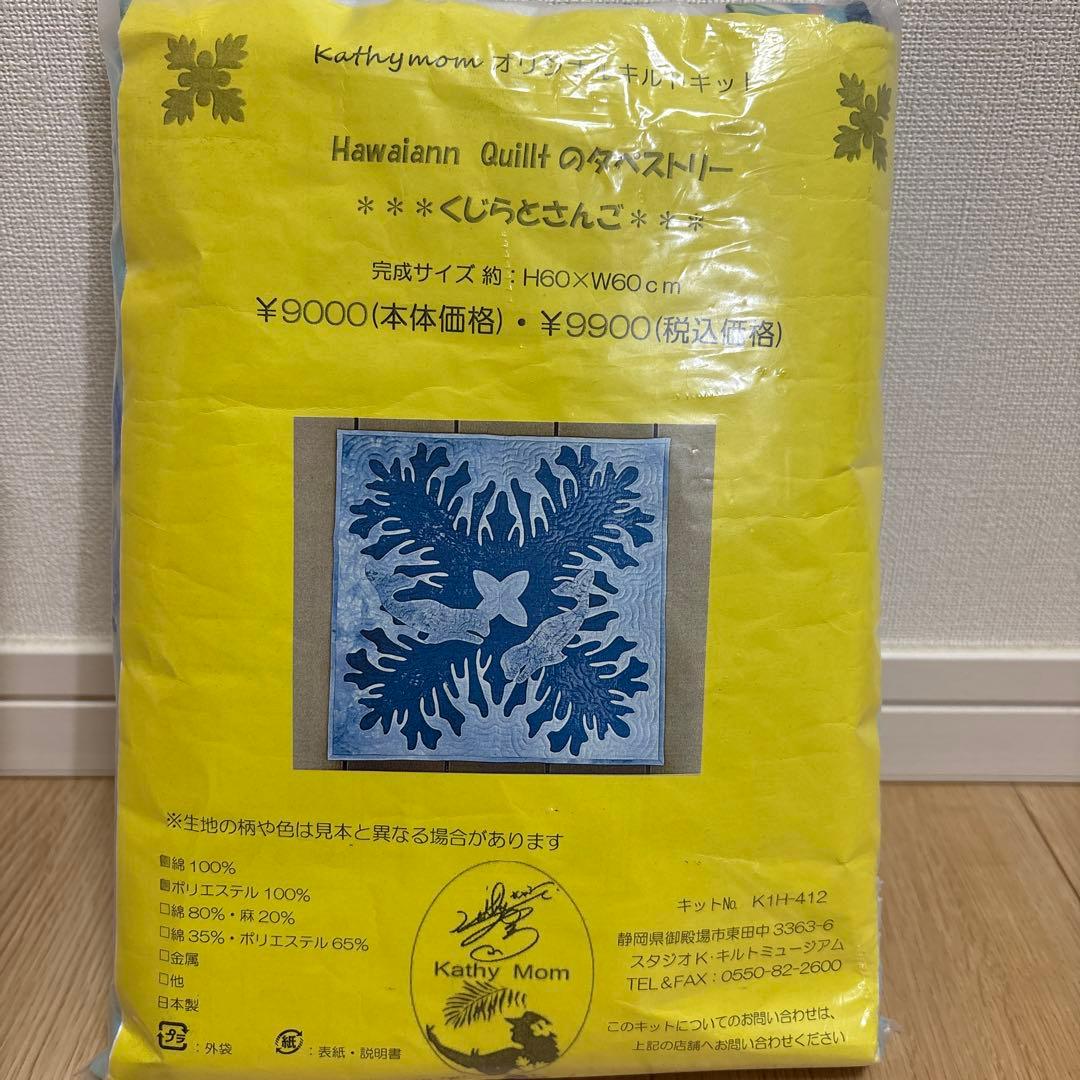 Kathymom オリジナルキルトキット
Hawaiann Quillt のタペストリー
＊＊＊くじらとさんご＊＊＊
完成サイズ 約：H60×W60cm
￥9000(本体価格)・￥9900(税込価格)
※生地の柄や色は見本と異なる場合があります
綿 100%
ポリエステル 100%
□綿 80%・麻 20%
□綿 35%・ポリエステル 65%
□金属
□他
日本製
プラ：外袋
紙：表紙・説明書
Kathy Mom
キット№ K1H-412
静岡県御殿場市東田中 3363-6
スタジオ K・キルトミュージアム
TEL＆FAX：0550-82-2600
このキットについてのお問い合わせは、
上記の店舗へお問い合わせください